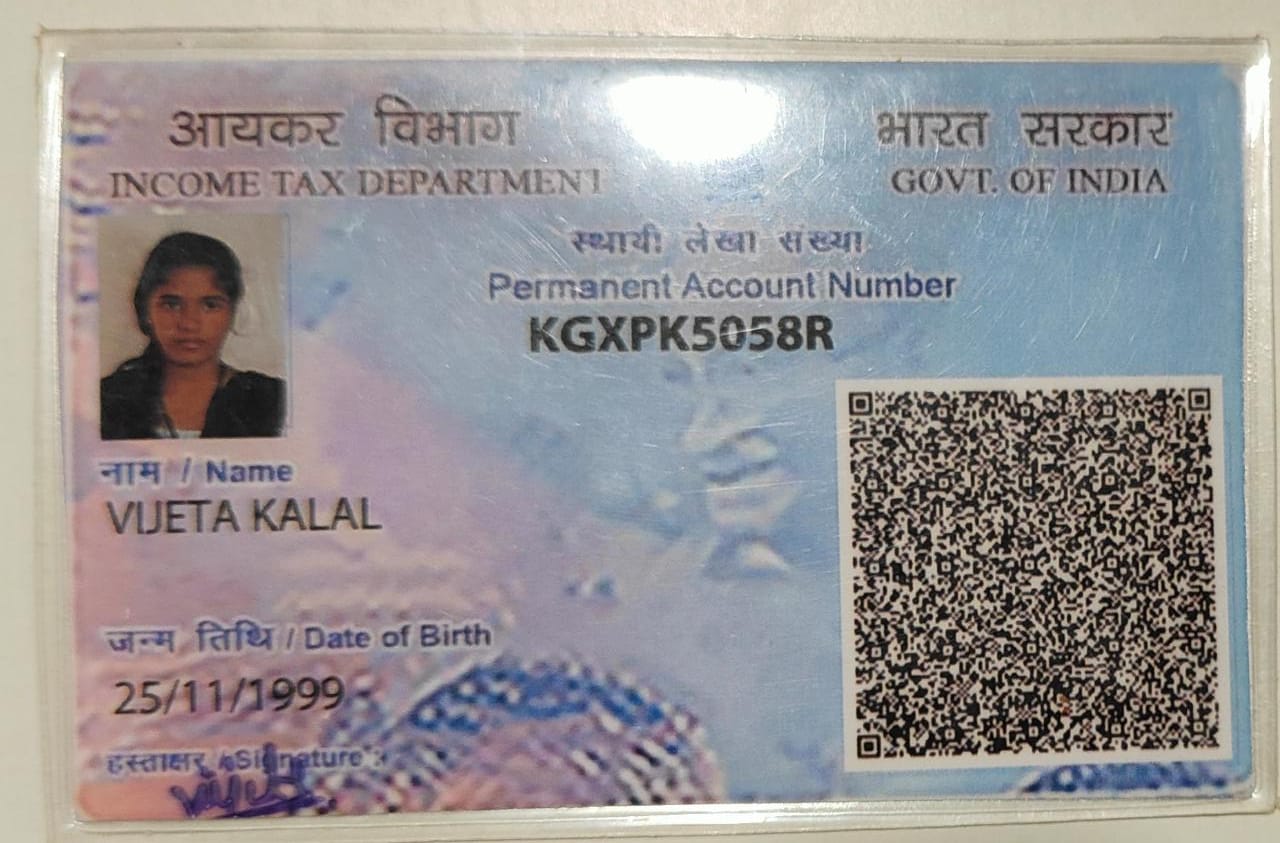 आयकर विभाग
INCOME TAX DEPARTMENT
भारत सरकार
GOVT. OF INDIA
स्थायी लेखा संख्या
Permanent Account Number
KGXPK5058R
नाम / Name
VIJETA KALAL
जन्म तिथि / Date of Birth
25/11/1999
हस्ताक्षर / Signature